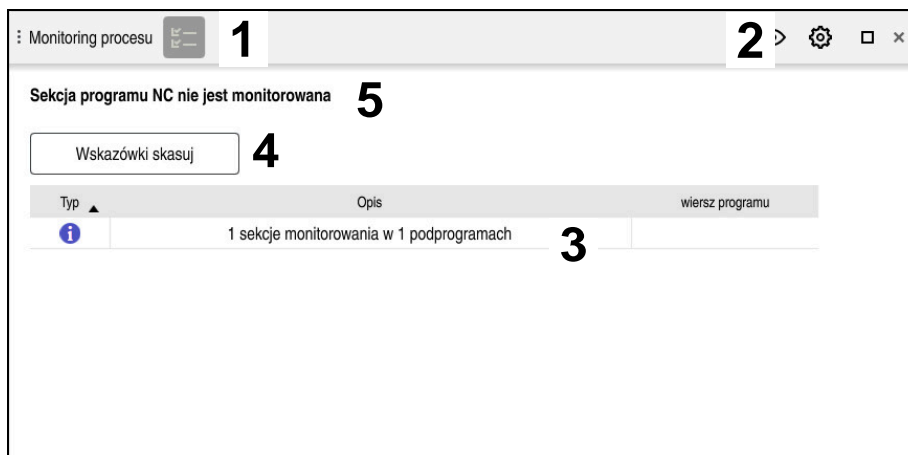 Monitoring procesu 1 2
Sekcja programu NC nie jest monitorowana 5
Wskazówki skasuj 4
Typ Opis wiersz programu
1 sekcje monitorowania w 1 podprogramach 3